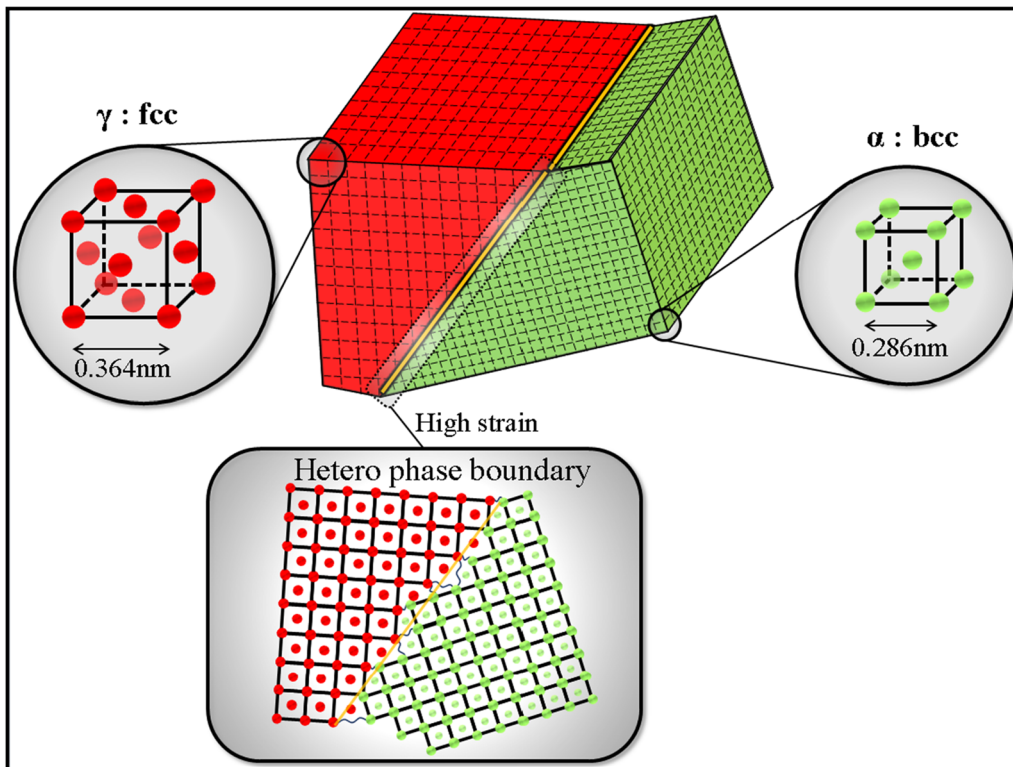 γ : fcc
α : bcc
0.364nm
0.286nm
High strain
Hetero phase boundary